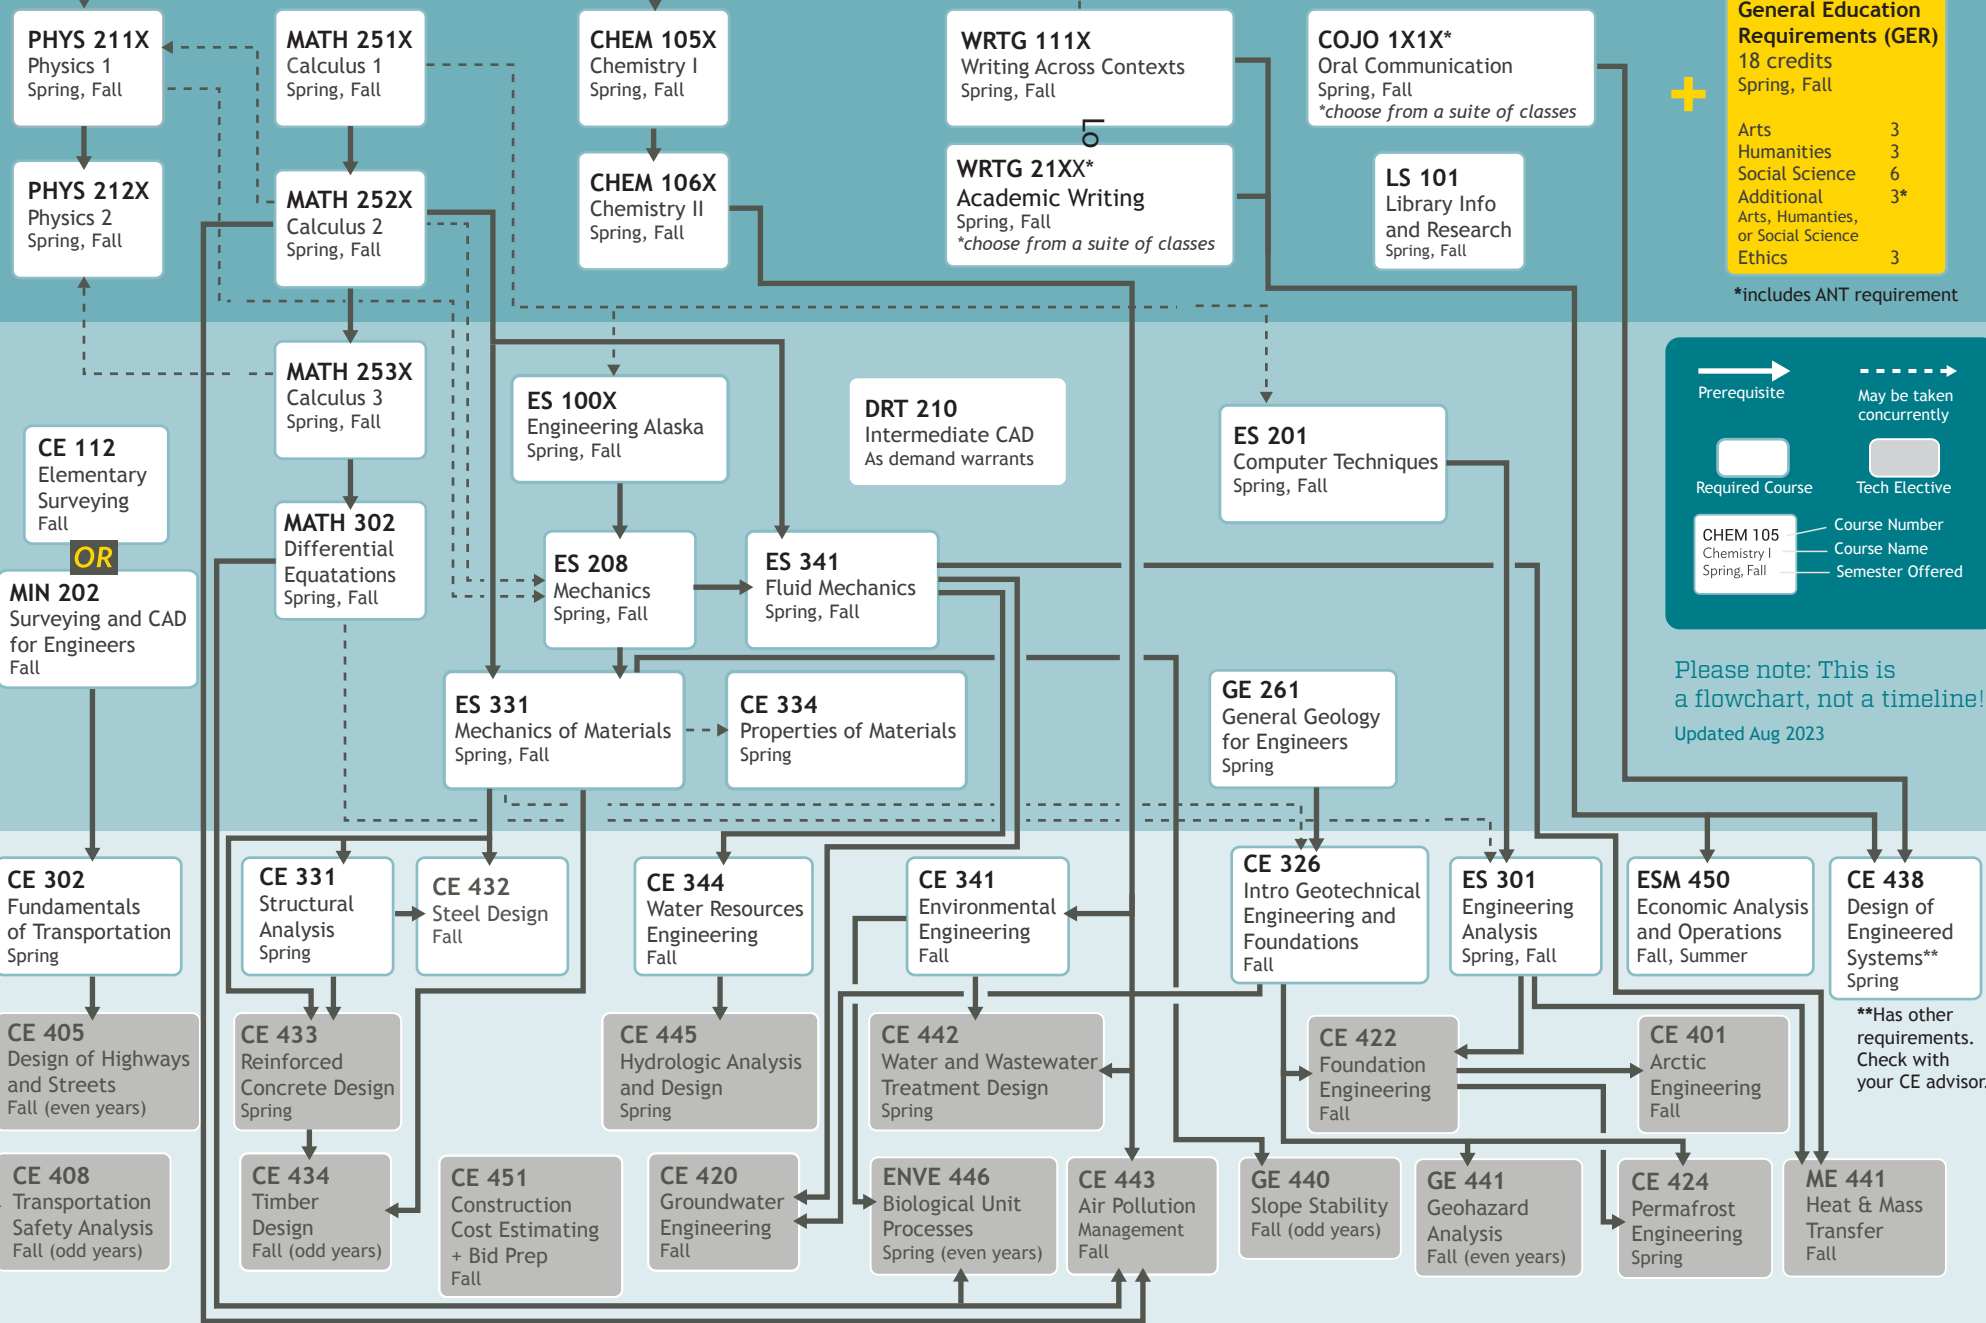 PHYS 211X
Physics 1
Spring, Fall
MATH 251X
Calculus 1
Spring, Fall
CHEM 105X
Chemistry I
Spring, Fall
WRTG 111X
Writing Across Contexts
Spring, Fall
or
COJO 1X1X*
Oral Communication
Spring, Fall
*choose from a suite of classes
+
General Education
Requirements (GER)
18 credits
Spring, Fall
Arts 3
Humanities 3
Social Science 6
Additional 3*
Arts, Humanties,
or Social Science
Ethics 3
*includes ANT requirement
PHYS 212X
Physics 2
Spring, Fall
MATH 252X
Calculus 2
Spring, Fall
CHEM 106X
Chemistry II
Spring, Fall
WRTG 21XX*
Academic Writing
Spring, Fall
*choose from a suite of classes
LS 101
Library Info
and Research
Spring, Fall
MATH 253X
Calculus 3
Spring, Fall
ES 100X
Engineering Alaska
Spring, Fall
DRT 210
Intermediate CAD
As demand warrants
ES 201
Computer Techniques
Spring, Fall
Prerequisite
May be taken
concurrently
Required Course
Tech Elective
CHEM 105
Chemistry I
Spring, Fall
Course Number
Course Name
Semester Offered
CE 112
Elementary
Surveying
Fall
OR
MIN 202
Surveying and CAD
for Engineers
Fall
MATH 302
Differential
Equatations
Spring, Fall
ES 208
Mechanics
Spring, Fall
ES 341
Fluid Mechanics
Spring, Fall
ES 331
Mechanics of Materials
Spring, Fall
CE 334
Properties of Materials
Spring
GE 261
General Geology
for Engineers
Spring
Please note: This is
a flowchart, not a timeline!
Updated Aug 2023
CE 302
Fundamentals
of Transportation
Spring
CE 331
Structural
Analysis
Spring
CE 432
Steel Design
Fall
CE 344
Water Resources
Engineering
Fall
CE 341
Environmental
Engineering
Fall
CE 326
Intro Geotechnical
Engineering and
Foundations
Fall
ES 301
Engineering
Analysis
Spring, Fall
ESM 450
Economic Analysis
and Operations
Fall, Summer
CE 438
Design of
Engineered
Systems**
Spring
**Has other
requirements.
Check with
your CE advisor.
CE 405
Design of Highways
and Streets
Fall (even years)
CE 433
Reinforced
Concrete Design
Spring
CE 445
Hydrologic Analysis
and Design
Spring
CE 442
Water and Wastewater
Treatment Design
Spring
CE 422
Foundation
Engineering
Fall
CE 401
Arctic
Engineering
Fall
CE 408
Transportation
Safety Analysis
Fall (odd years)
CE 434
Timber
Design
Fall (odd years)
CE 451
Construction
Cost Estimating
+ Bid Prep
Fall
CE 420
Groundwater
Engineering
Fall
ENVE 446
Biological Unit
Processes
Spring (even years)
CE 443
Air Pollution
Management
Fall
GE 440
Slope Stability
Fall (odd years)
GE 441
Geohazard
Analysis
Fall (even years)
CE 424
Permafrost
Engineering
Spring
ME 441
Heat & Mass
Transfer
Fall